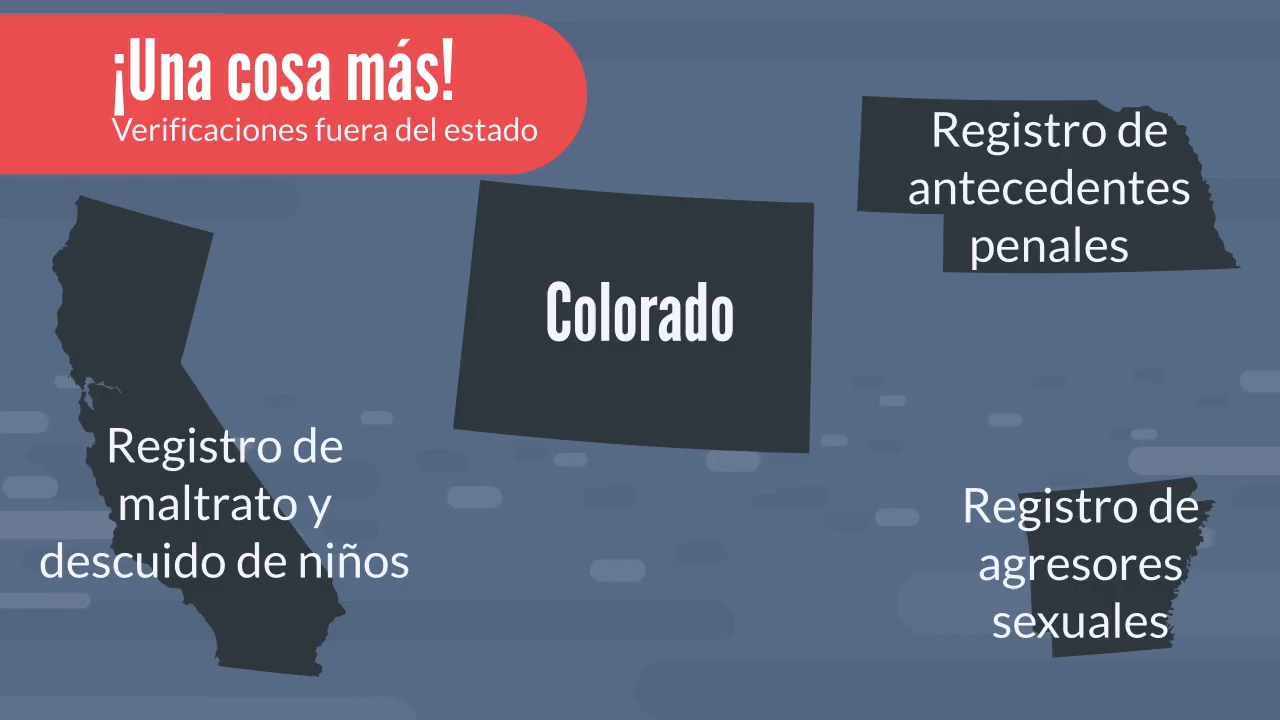 ¡Una cosa más!
Verificaciones fuera del estado
Registro de
antecedentes
penales
Colorado
Registro de
maltrato y
descuido de niños
Registro de
agresores
sexuales